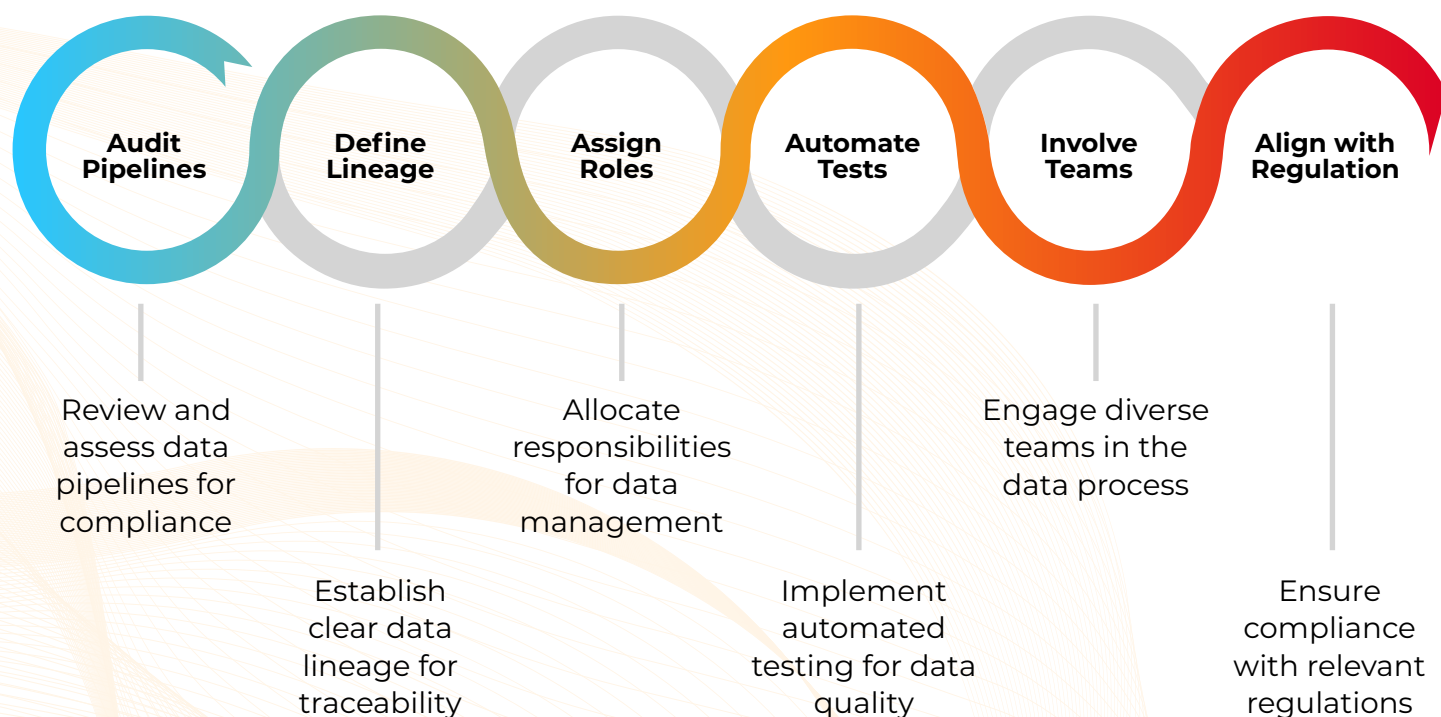 Audit
Pipelines
Define
Lineage
Assign
Roles
Automate
Tests
Involve
Teams
Align with
Regulation
Review and
assess data
pipelines for
compliance
Establish
clear data
lineage for
traceability
Allocate
responsibilities
for data
management
Implement
automated
testing for data
quality
Engage diverse
teams in the
data process
Ensure
compliance
with relevant
regulations